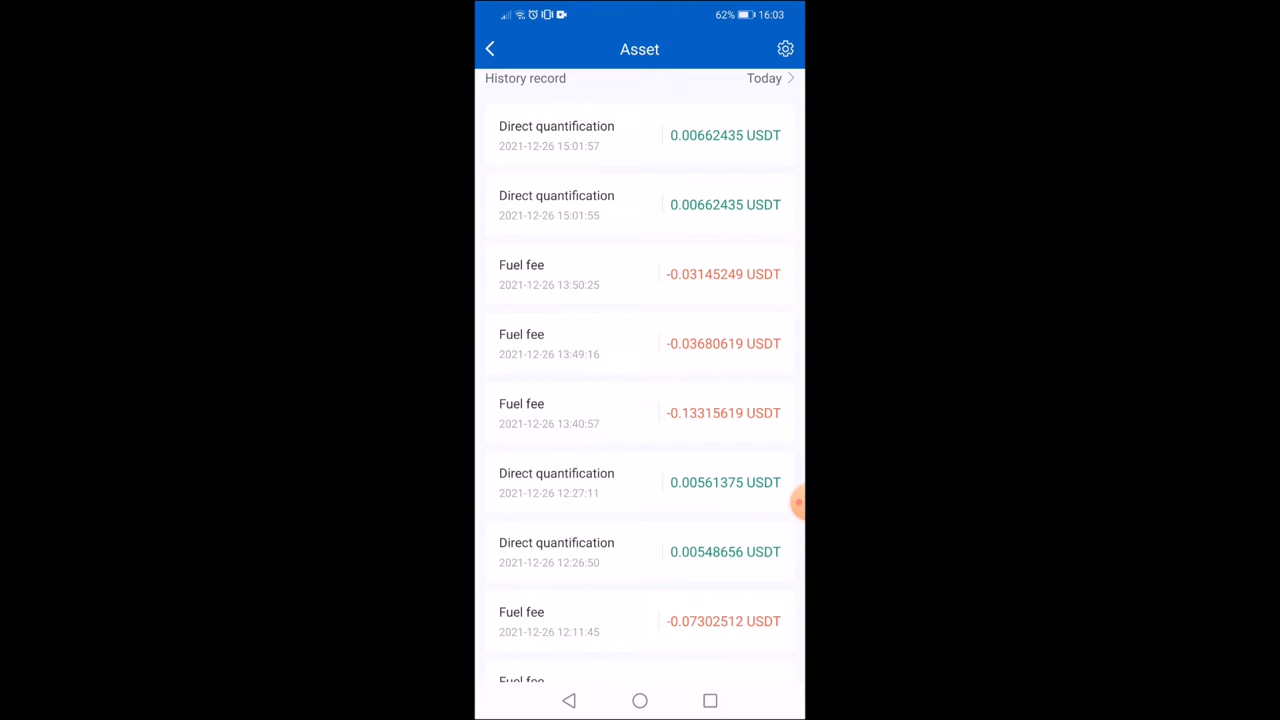 62% 16:03
Asset
History record Today
Direct quantification 0.00662435 USDT
2021-12-26 15:01:57
Direct quantification 0.00662435 USDT
2021-12-26 15:01:55
Fuel fee -0.03145249 USDT
2021-12-26 13:50:25
Fuel fee -0.03680619 USDT
2021-12-26 13:49:16
Fuel fee -0.13315619 USDT
2021-12-26 13:40:57
Direct quantification 0.00561375 USDT
2021-12-26 12:27:11
Direct quantification 0.00548656 USDT
2021-12-26 12:26:50
Fuel fee -0.07302512 USDT
2021-12-26 12:11:45
Fuel fee